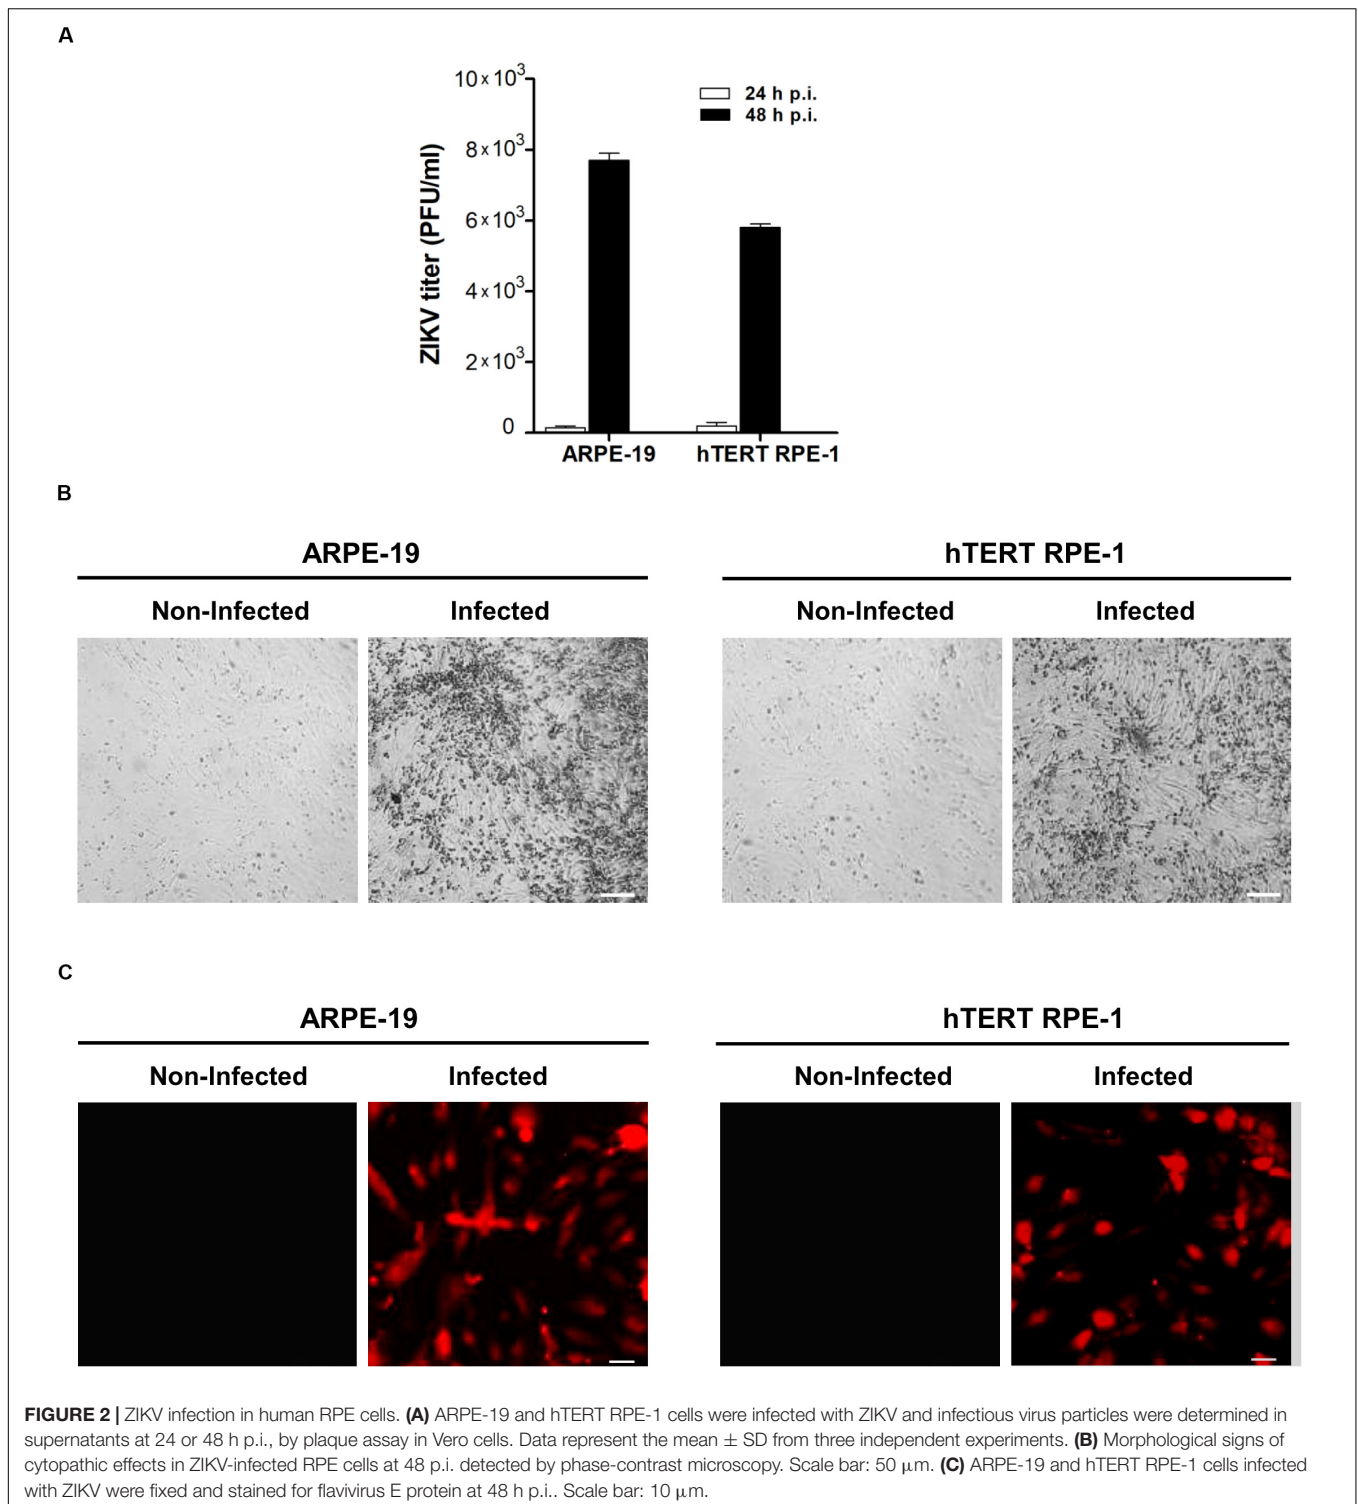 A
10×10³
8×10³
6×10³
4×10³
2×10³
0
ZIKV titer (PFU/ml)
24 h p.i.
48 h p.i.
ARPE-19 hTERT RPE-1
B
ARPE-19 hTERT RPE-1
Non-Infected Infected Non-Infected Infected
C
ARPE-19 hTERT RPE-1
Non-Infected Infected Non-Infected Infected
FIGURE 2 | ZIKV infection in human RPE cells. (A) ARPE-19 and hTERT RPE-1 cells were infected with ZIKV and infectious virus particles were determined in
supernatants at 24 or 48 h p.i., by plaque assay in Vero cells. Data represent the mean ± SD from three independent experiments. (B) Morphological signs of
cytopathic effects in ZIKV-infected RPE cells at 48 p.i. detected by phase-contrast microscopy. Scale bar: 50 μm. (C) ARPE-19 and hTERT RPE-1 cells infected
with ZIKV were fixed and stained for flavivirus E protein at 48 h p.i.. Scale bar: 10 μm.